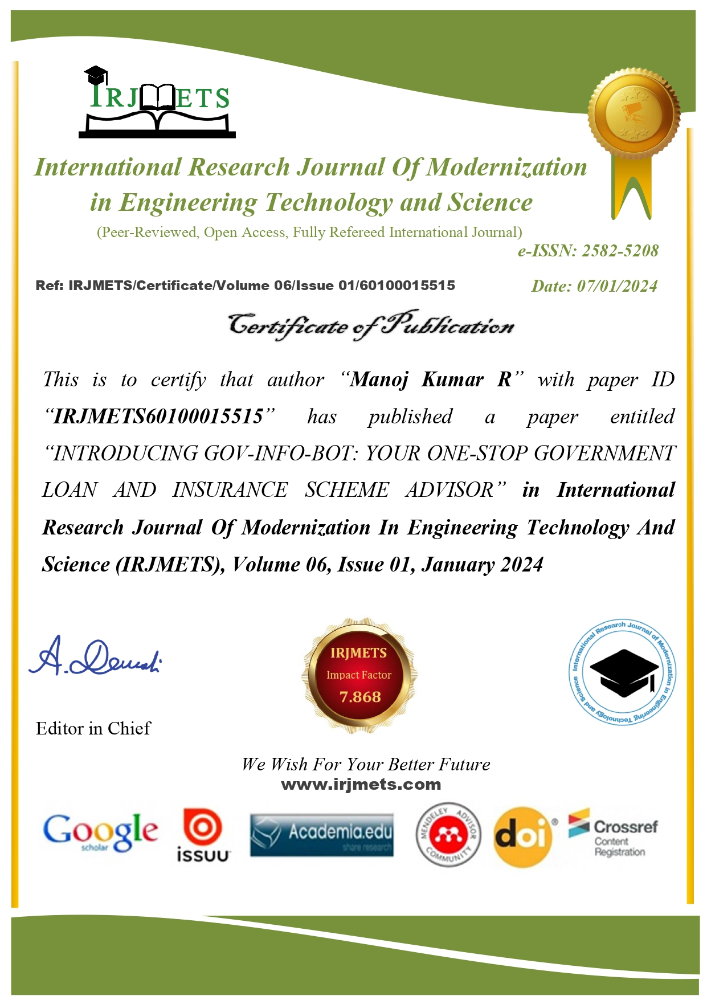 IRJMETS
International Research Journal Of Modernization
in Engineering Technology and Science
(Peer-Reviewed, Open Access, Fully Refereed International Journal)
e-ISSN: 2582-5208
Ref: IRJMETS/Certificate/Volume 06/Issue 01/60100015515
Date: 07/01/2024
Certificate of Publication
This is to certify that author “Manoj Kumar R” with paper ID
“IRJMETS60100015515” has published a paper entitled
“INTRODUCING GOV-INFO-BOT: YOUR ONE-STOP GOVERNMENT
LOAN AND INSURANCE SCHEME ADVISOR” in International
Research Journal Of Modernization In Engineering Technology And
Science (IRJMETS), Volume 06, Issue 01, January 2024
A.
IRJMETS
Impact Factor
7.868
International Research Journal of Modernization in Engineering Technology and Science
Editor in Chief
We Wish For Your Better Future
www.irjmets.com
Google
scholar
issuu
Academia.edu
share research
MENDELEY ADVISOR
COMMUNITY
doi®
Crossref
Content
Registration